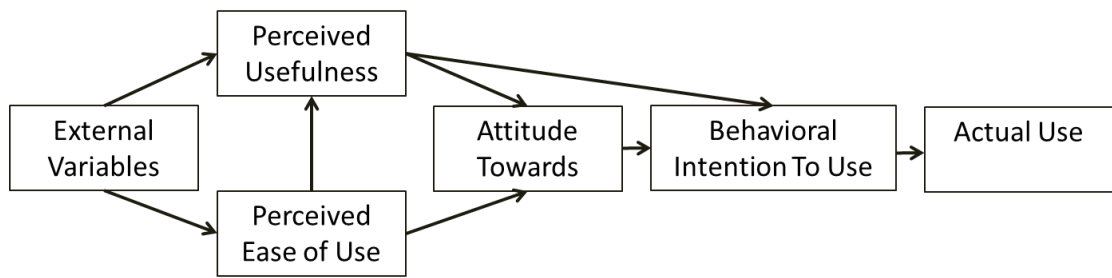 Perceived
Usefulness
External
Variables
Attitude
Towards
Behavioral
Intention To Use
Actual Use
Perceived
Ease of Use